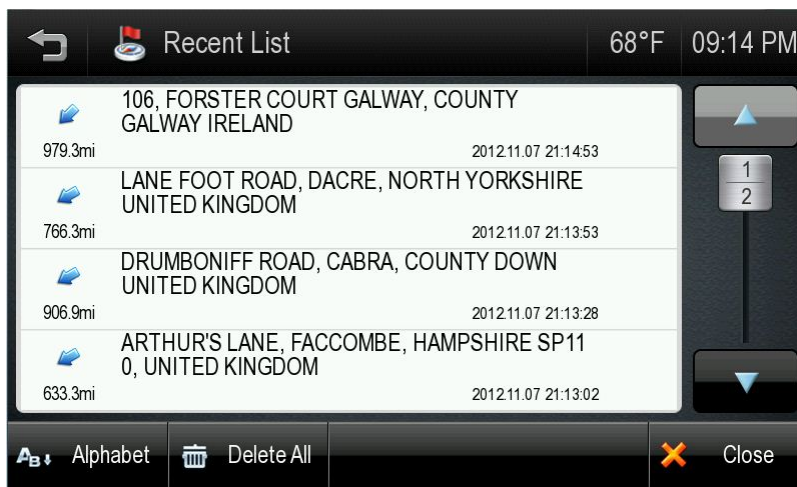 Recent List
68°F
09:14 PM
106, FORSTER COURT GALWAY, COUNTY
GALWAY IRELAND
979.3mi
2012.11.07 21:14:53
LANE FOOT ROAD, DACRE, NORTH YORKSHIRE
UNITED KINGDOM
766.3mi
2012.11.07 21:13:53
DRUMBONIFF ROAD, CABRA, COUNTY DOWN
UNITED KINGDOM
906.9mi
2012.11.07 21:13:28
ARTHUR'S LANE, FACCOMBE, HAMPSHIRE SP11
0, UNITED KINGDOM
633.3mi
2012.11.07 21:13:02
1
2
AB Alphabet
Delete All
Close